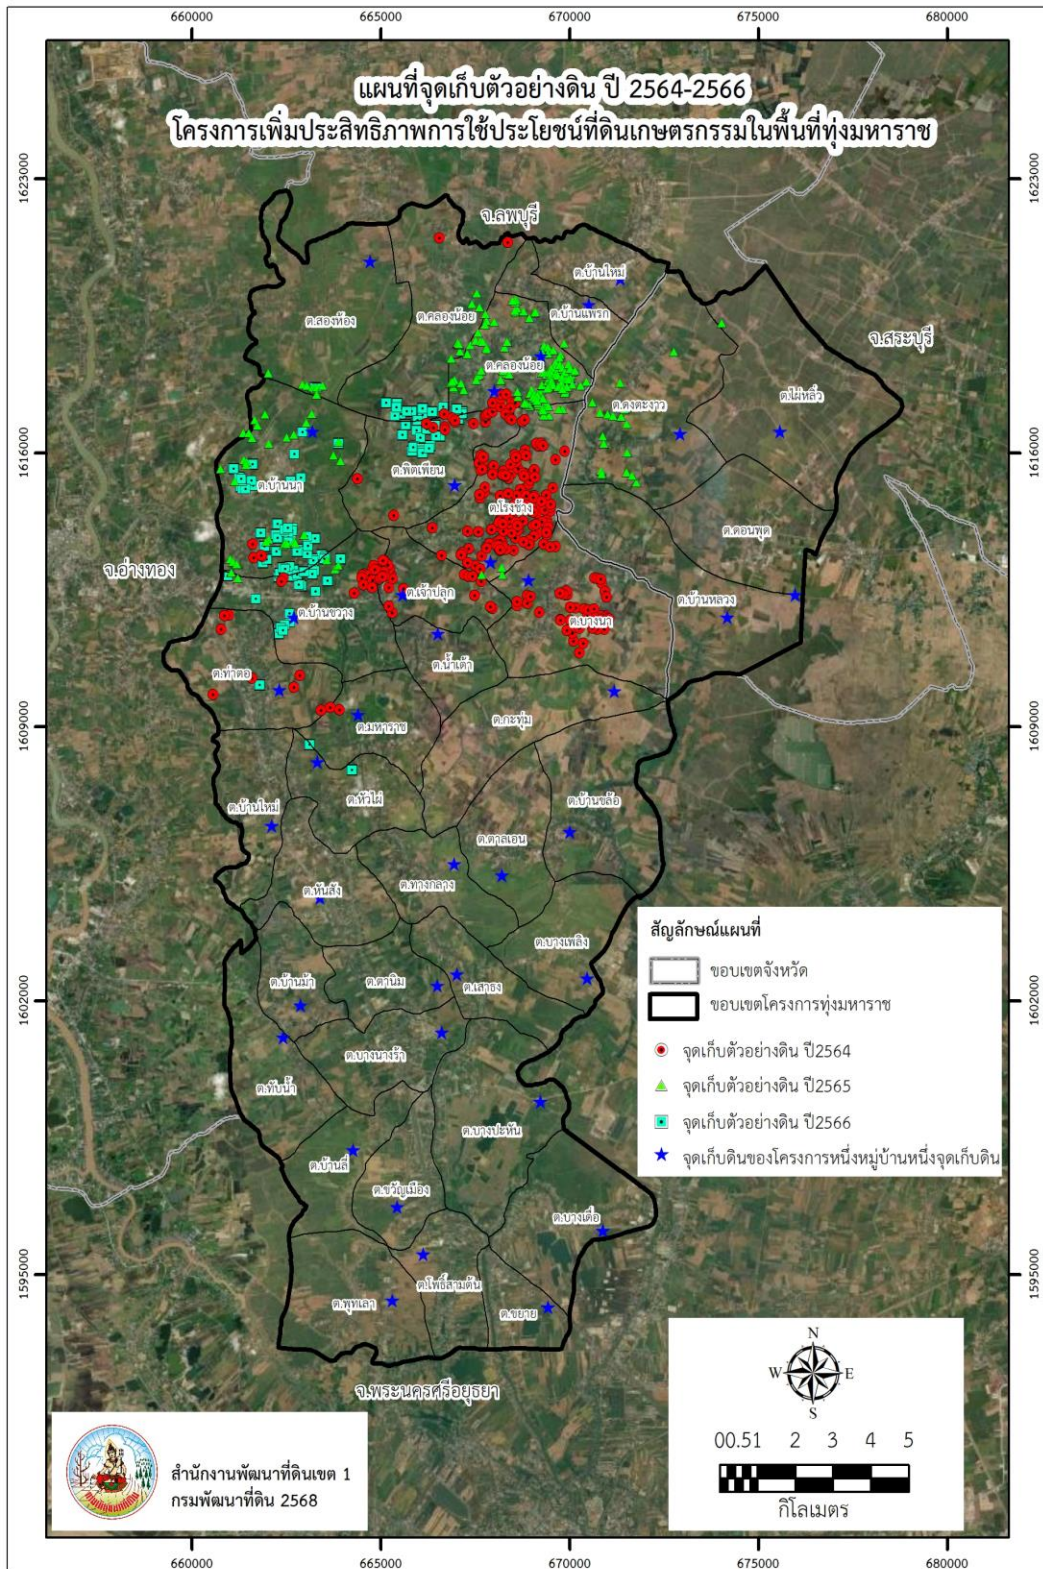 660000 665000 670000 675000 680000
แผนที่จุดเก็บตัวอย่างดิน ปี 2564-2566
โครงการเพิ่มประสิทธิภาพการใช้ประโยชน์ที่ดินเกษตรกรรมในพื้นที่ทุ่งมหาราช
1623000 1623000
จ.ลพบุรี
ต.บ้านใหม่
ต.สองห้อง
ต.คลองน้อย
ต.บ้านแพรก
จ.สระบุรี
ต.คลองน้อย
ต.ไผ่หลิ่ว
ต.ดงตะงาว
1616000 1616000
ต.พิตเพียน
ต.บ้านนา
ต.โรงช้าง
ต.ดอนพุด
จ.อ่างทอง
ต.เจ้าปลุก
ต.บ้านหลวง
ต.บ้านขวาง
ต.บางนา
ต.น้ำเต้า
ต.ท่าตอ
ต.กะทุ่ม
ต.มหาราช
1609000 1609000
ต.หัวไผ่
ต.บ้านใหม่
ต.บ้านขล้อ
ต.ตาลเอน
ต.ทางกลาง
ต.หันสัง
ต.บางเพลิง
ต.บ้านม้า
ต.ตานิม
ต.เสาธง
1602000 1602000
ต.บางนางร้า
ต.ทับน้ำ
ต.บางปะหัน
ต.บ้านลี่
ต.ขวัญเมือง
ต.บางเดื่อ
1595000 1595000
ต.โพธิ์สามต้น
ต.พุทเลา
ต.ขยาย
จ.พระนครศรีอยุธยา
สัญลักษณ์แผนที่
ขอบเขตจังหวัด
ขอบเขตโครงการทุ่งมหาราช
จุดเก็บตัวอย่างดิน ปี2564
จุดเก็บตัวอย่างดิน ปี2565
จุดเก็บตัวอย่างดิน ปี2566
จุดเก็บดินของโครงการหนึ่งหมู่บ้านหนึ่งจุดเก็บดิน
N
W E
S
00.51 2 3 4 5
กิโลเมตร
สำนักงานพัฒนาที่ดินเขต 1
กรมพัฒนาที่ดิน 2568
660000 665000 670000 675000 680000